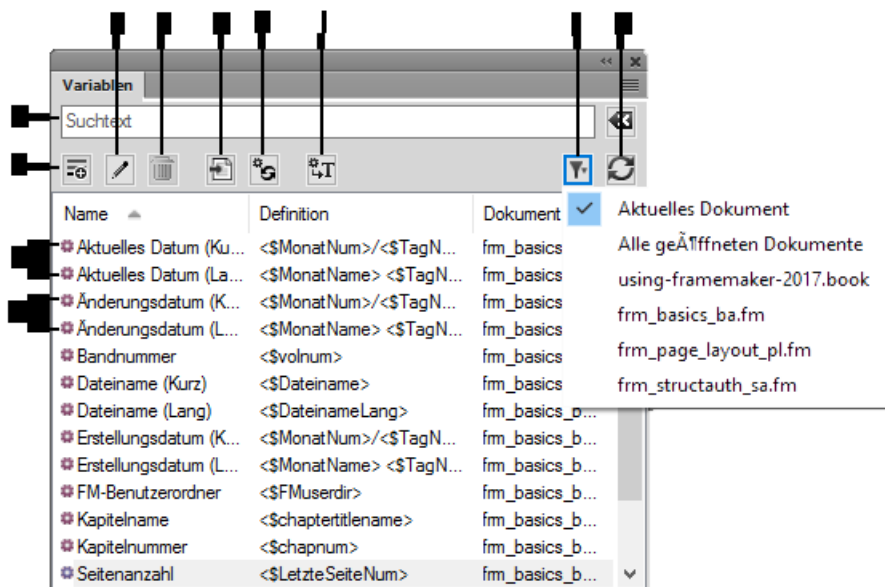 Variablen
Suchtext
Name Definition Dokument
Aktuelles Dokument
Alle geÃ¶ffneten Dokumente
using-framemaker-2017.book
frm_basics_ba.fm
frm_page_layout_pl.fm
frm_structauth_sa.fm
Aktuelles Datum (Ku... <$MonatNum>/<$TagN... frm_basics
Aktuelles Datum (La... <$MonatName> <$TagN... frm_basics
Änderungsdatum (K... <$MonatNum>/<$TagN... frm_basics
Änderungsdatum (L... <$MonatName> <$TagN... frm_basics
Bandnummer <$volnum> frm_basics
Dateiname (Kurz) <$Dateiname> frm_basics
Dateiname (Lang) <$DateinameLang> frm_basics_b...
Erstellungsdatum (K... <$MonatNum>/<$TagN... frm_basics_b...
Erstellungsdatum (L... <$MonatName> <$TagN... frm_basics_b...
FM-Benutzerordner <$FMuserdir> frm_basics_b...
Kapitelname <$chaptertitlename> frm_basics_b...
Kapitelnummer <$chapnum> frm_basics_b...
Seitenanzahl <$LetzteSeiteNum> frm_basics_b...